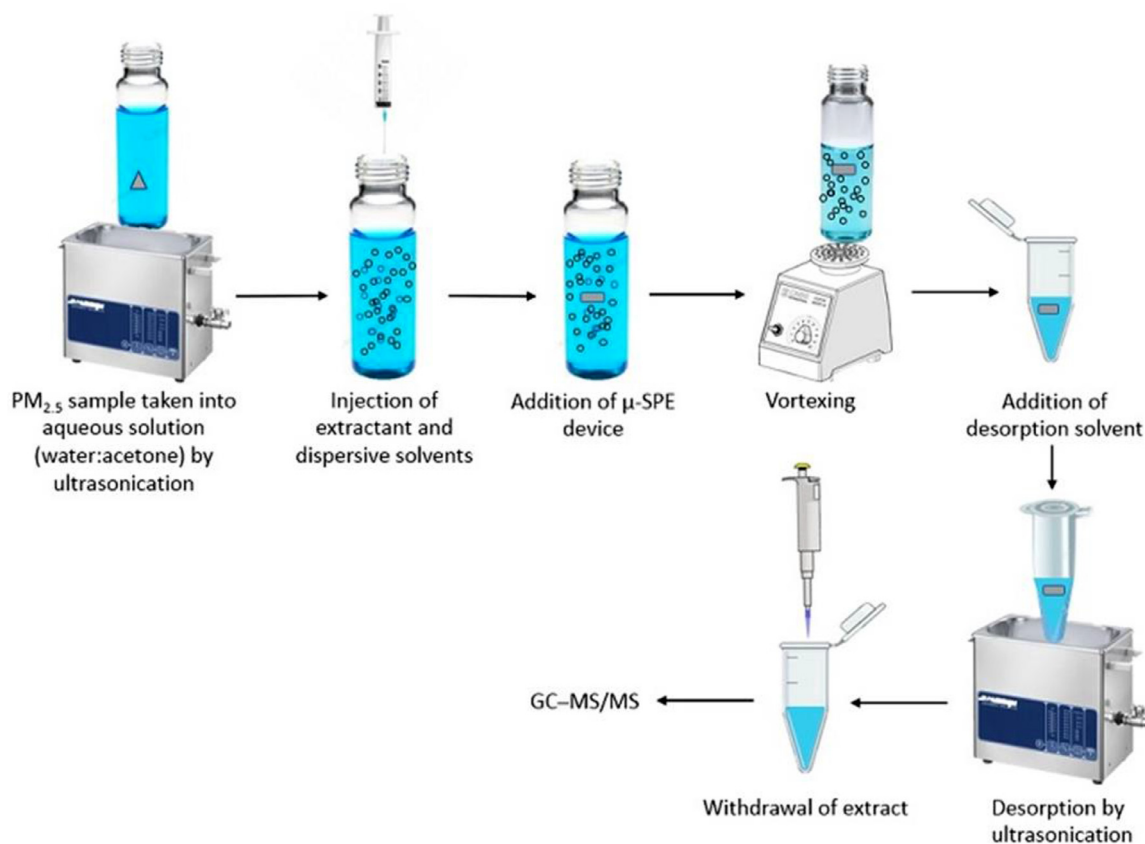 PM2.5 sample taken into
aqueous solution
(water:acetone) by
ultrasonication
Injection of
extractant and
dispersive solvents
Addition of μ-SPE
device
Vortexing
Addition of
desorption solvent
Desorption by
ultrasonication
Withdrawal of extract
GC–MS/MS